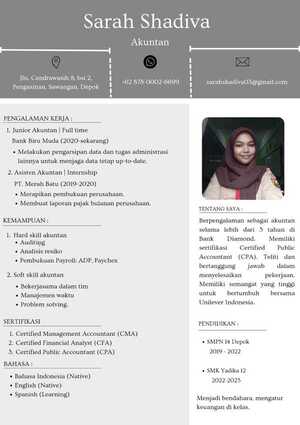 Sarah Shadiva
Akuntan
Jln. Cendrawasih 8, bsi 2,
Pengasinan, Sawangan, Depok
+62 878-0002-6699
sarahshadiva03@gmail.com
PENGALAMAN KERJA :
1. Junior Akuntan | Full time
Bank Biru Muda (2020-sekarang)
• Melakukan pengarsipan data dan tugas administrasi
lainnya untuk menjaga data tetap up-to-date.
2. Asisten Akuntan | Internship
PT. Merah Batu (2019-2020)
• Merapikan pembukuan perusahaan.
• Membuat laporan pajak bulanan perusahaan.
KEMAMPUAN :
1. Hard skill akuntan
• Auditing
• Analisis resiko
• Pembukuan Payroll: ADP, Paychex
2. Soft skill akuntan
• Bekerjasama dalam tim
• Manajemen waktu
• Problem solving.
SERTIFIKASI
1. Certified Management Accountant (CMA)
2. Certified Financial Analyst (CFA)
3. Certified Public Accountant (CPA)
BAHASA :
• Bahasa Indonesia (Native)
• English (Native)
• Spanish (Learning)
TENTANG SAYA :
Berpengalaman sebagai akuntan
selama lebih dari 5 tahun di
Bank Diamond. Memiliki
sertifikasi Certified Public
Accountant (CPA). Teliti dan
bertanggung jawab dalam
menyelesaikan pekerjaan.
Memiliki semangat yang tinggi
untuk bertumbuh bersama
Unilever Indonesia.
PENDIDIKAN :
• SMPN 14 Depok
2019 - 2022
• SMK Yadika 12
2022-2025
Menjadi bendahara, mengatur
keuangan di kelas.